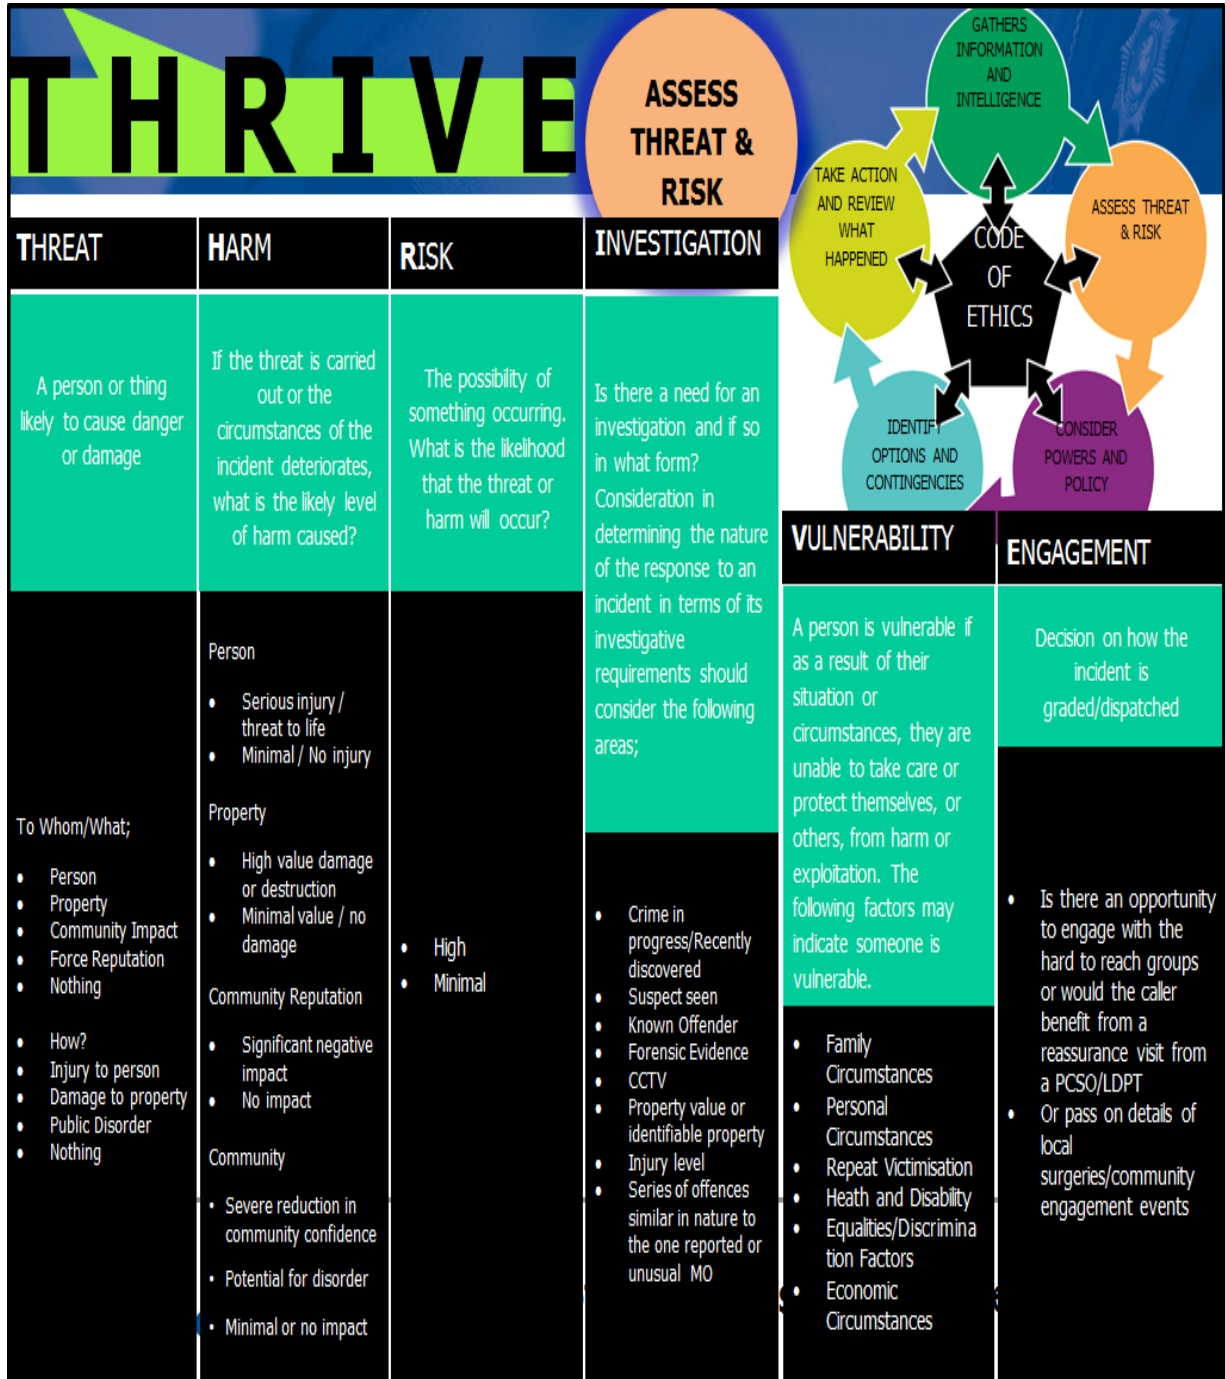 THRIVE
ASSESS
THREAT &
RISK
GATHERS
INFORMATION
AND
INTELLIGENCE
ASSESS THREAT
& RISK
CONSIDER
POWERS AND
POLICY
IDENTIFY
OPTIONS AND
CONTINGENCIES
TAKE ACTION
AND REVIEW
WHAT
HAPPENED
CODE
OF
ETHICS
THREAT
A person or thing
likely to cause danger
or damage
To Whom/What;
• Person
• Property
• Community Impact
• Force Reputation
• Nothing
• How?
• Injury to person
• Damage to property
• Public Disorder
• Nothing
HARM
If the threat is carried
out or the
circumstances of the
incident deteriorates,
what is the likely level
of harm caused?
Person
• Serious injury /
threat to life
• Minimal / No injury
Property
• High value damage
or destruction
• Minimal value / no
damage
Community Reputation
• Significant negative
impact
• No impact
Community
• Severe reduction in
community confidence
• Potential for disorder
• Minimal or no impact
RISK
The possibility of
something occurring.
What is the likelihood
that the threat or
harm will occur?
• High
• Minimal
INVESTIGATION
Is there a need for an
investigation and if so
in what form?
Consideration in
determining the nature
of the response to an
incident in terms of its
investigative
requirements should
consider the following
areas;
• Crime in
progress/Recently
discovered
• Suspect seen
• Known Offender
• Forensic Evidence
• CCTV
• Property value or
identifiable property
• Injury level
• Series of offences
similar in nature to
the one reported or
unusual MO
VULNERABILITY
A person is vulnerable if
as a result of their
situation or
circumstances, they are
unable to take care or
protect themselves, or
others, from harm or
exploitation. The
following factors may
indicate someone is
vulnerable.
• Family
Circumstances
• Personal
Circumstances
• Repeat Victimisation
• Heath and Disability
• Equalities/Discrimina
tion Factors
• Economic
Circumstances
ENGAGEMENT
Decision on how the
incident is
graded/dispatched
• Is there an opportunity
to engage with the
hard to reach groups
or would the caller
benefit from a
reassurance visit from
a PCSO/LDPT
• Or pass on details of
local
surgeries/community
engagement events